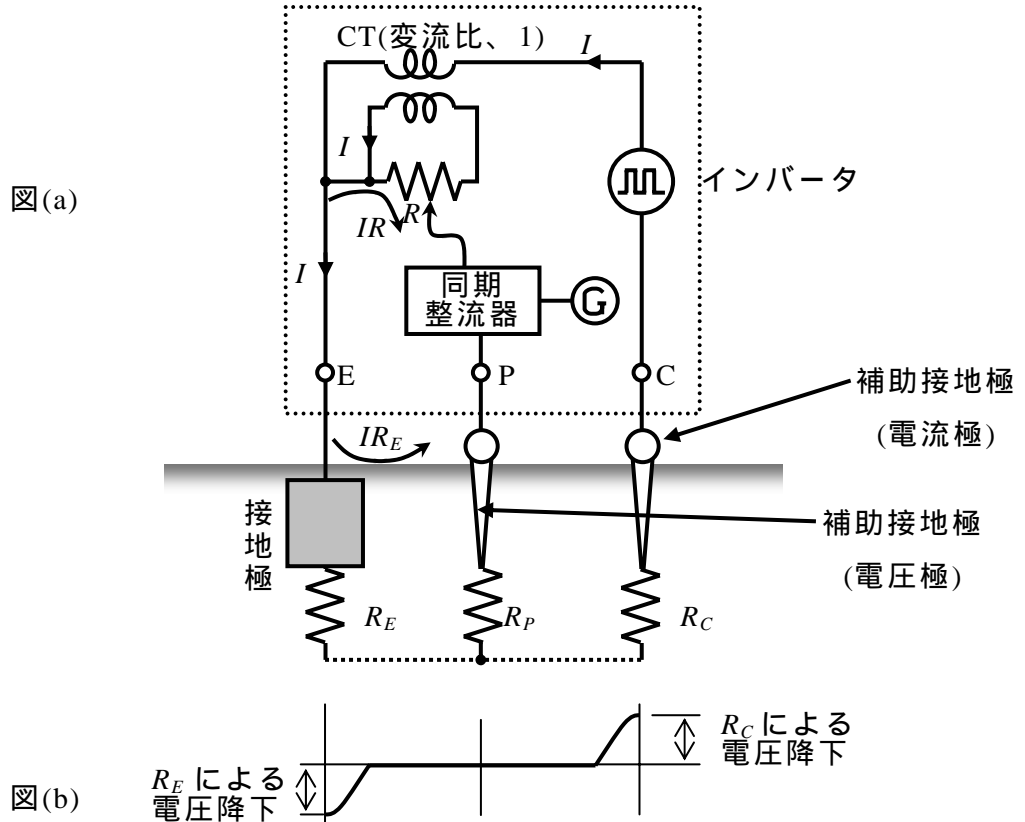 CT(変流比、1)
I
I
インバータ
図(a)
IR
R
I
同期
整流器
G
E
P
C
補助接地極
(電流極)
IR_E
接地極
補助接地極
(電圧極)
R_E
R_P
R_C
R_C による
電圧降下
R_E による
電圧降下
図(b)